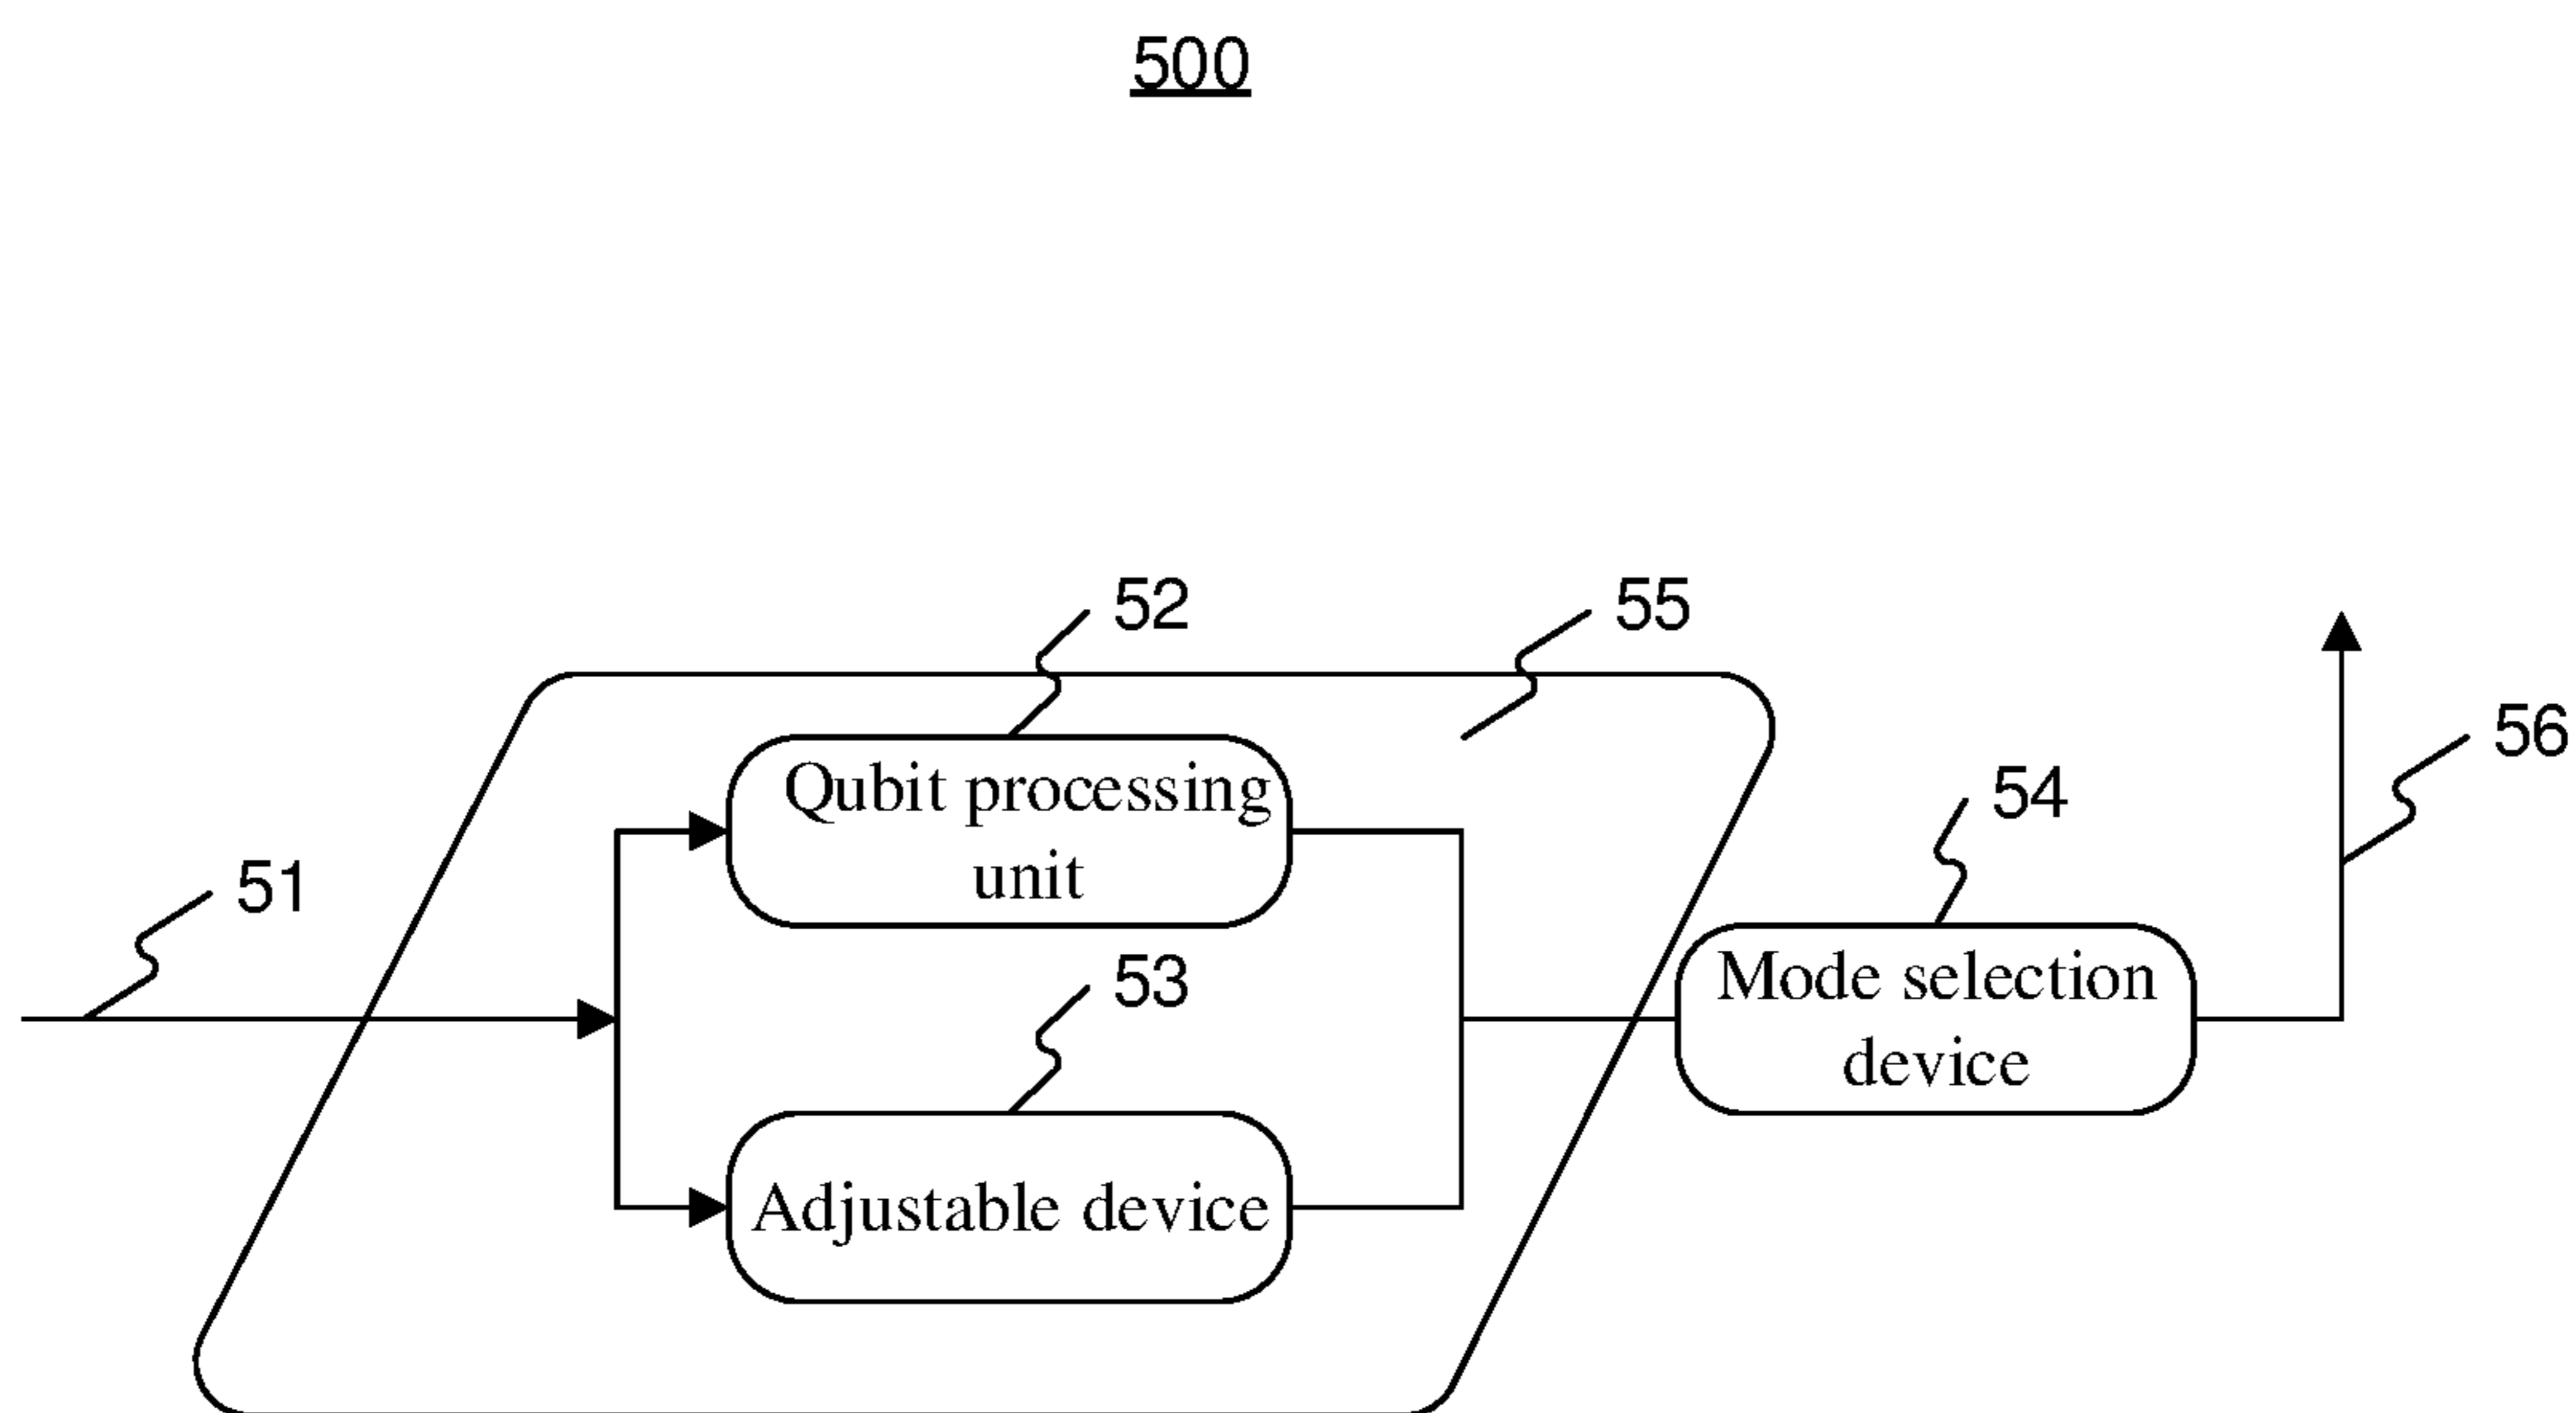 500
52
55
56
Qubit processing
unit
54
51
53
Mode selection
device
Adjustable device